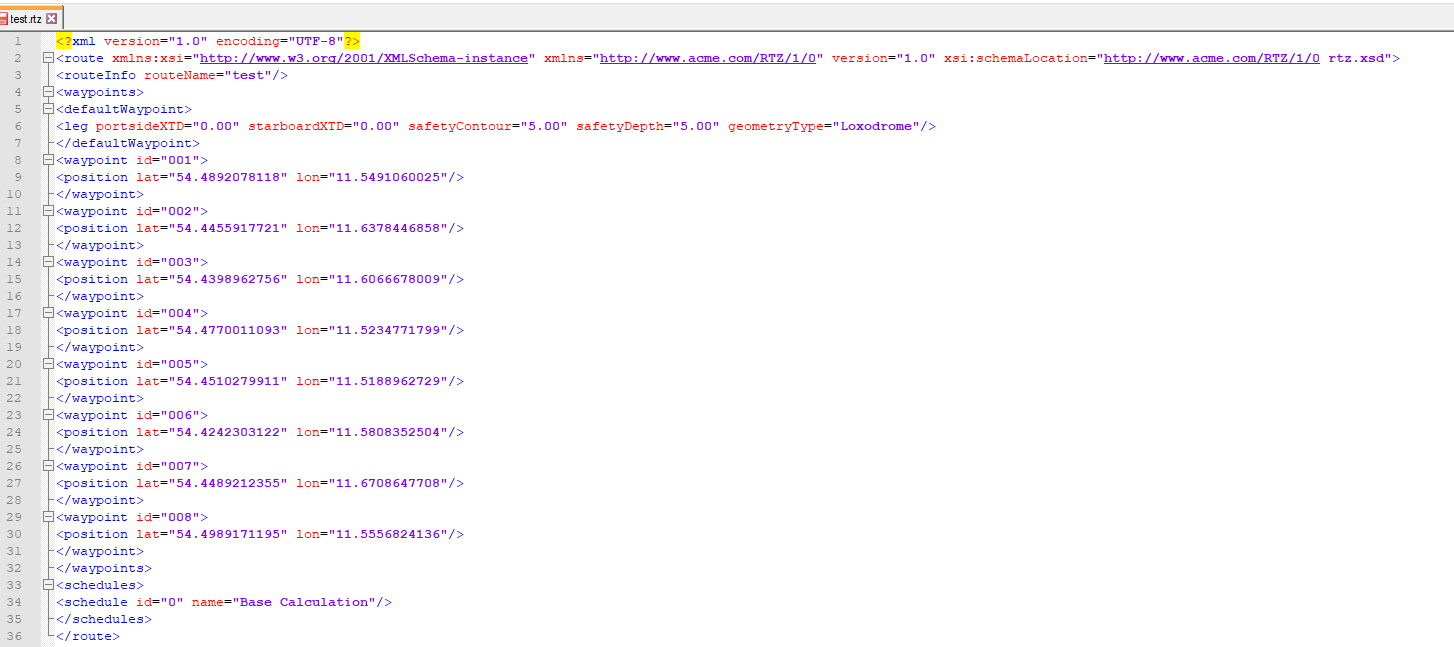 test.rtz
1 <?xml version="1.0" encoding="UTF-8"?>
2 <route xmlns:xsi="http://www.w3.org/2001/XMLSchema-instance" xmlns="http://www.acme.com/RTZ/1/0" version="1.0" xsi:schemaLocation="http://www.acme.com/RTZ/1/0 rtz.xsd">
3 <routeInfo routeName="test"/>
4 <waypoints>
5 <defaultWaypoint>
6 <leg portsideXTD="0.00" starboardXTD="0.00" safetyContour="5.00" safetyDepth="5.00" geometryType="Loxodrome"/>
7 </defaultWaypoint>
8 <waypoint id="001">
9 <position lat="54.4892078118" lon="11.5491060025"/>
10 </waypoint>
11 <waypoint id="002">
12 <position lat="54.4455917721" lon="11.6378446858"/>
13 </waypoint>
14 <waypoint id="003">
15 <position lat="54.4398962756" lon="11.6066678009"/>
16 </waypoint>
17 <waypoint id="004">
18 <position lat="54.4770011093" lon="11.5234771799"/>
19 </waypoint>
20 <waypoint id="005">
21 <position lat="54.4510279911" lon="11.5188962729"/>
22 </waypoint>
23 <waypoint id="006">
24 <position lat="54.4242303122" lon="11.5808352504"/>
25 </waypoint>
26 <waypoint id="007">
27 <position lat="54.4489212355" lon="11.6708647708"/>
28 </waypoint>
29 <waypoint id="008">
30 <position lat="54.4989171195" lon="11.5556824136"/>
31 </waypoint>
32 </waypoints>
33 <schedules>
34 <schedule id="0" name="Base Calculation"/>
35 </schedules>
36 </route>